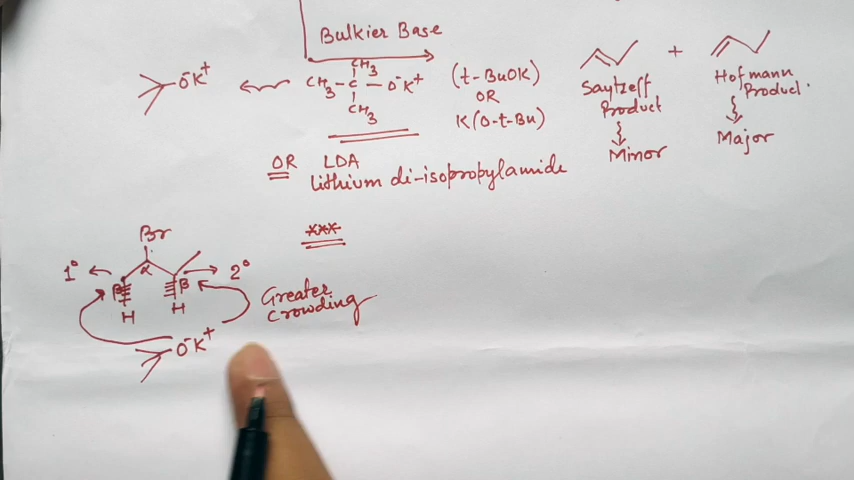 Bulkier Base
O⁻K⁺
CH₃
CH₃-C-O⁻K⁺
CH₃
(t-BuOK)
OR
K(O-t-Bu)
+
Saytzeff
Product
Minor
Hofmann
Product.
Major
OR LDA
lithium di-isopropylamide
***
Br
1° α 2°
β β
H H
Greater
crowding
O⁻K⁺